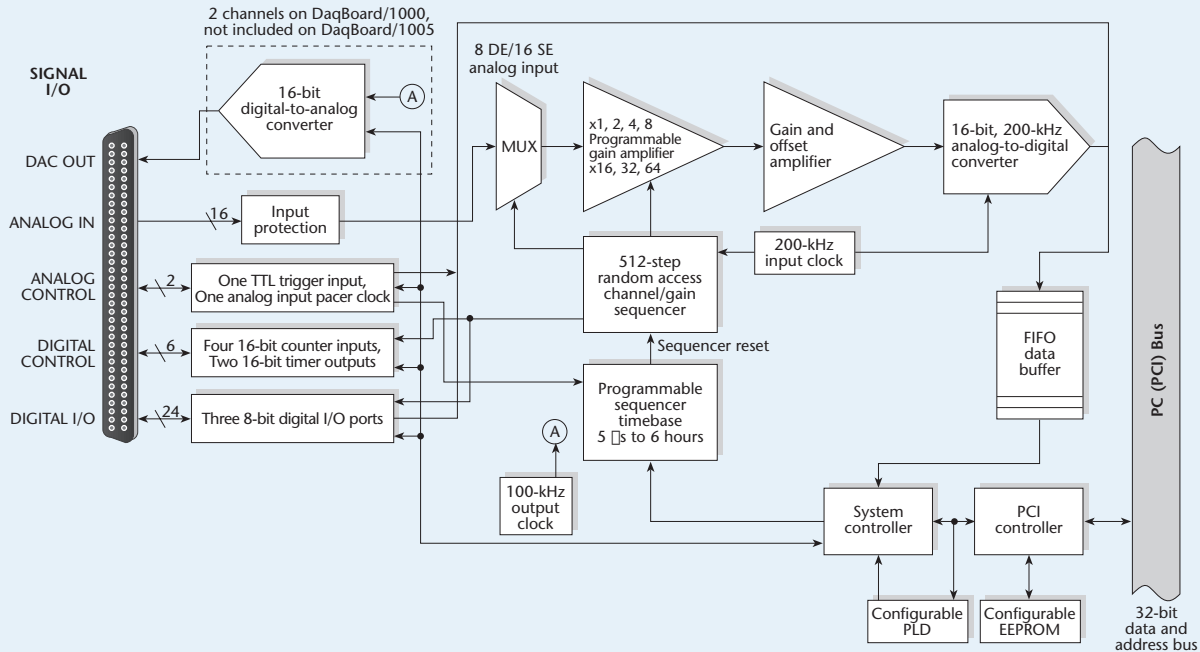 2 channels on DaqBoard/1000,
not included on DaqBoard/1005
SIGNAL
I/O
16-bit
digital-to-analog
converter
A
8 DE/16 SE
analog input
MUX
x1, 2, 4, 8
Programmable
gain amplifier
x16, 32, 64
Gain and
offset
amplifier
16-bit, 200-kHz
analog-to-digital
converter
DAC OUT
ANALOG IN
16
Input
protection
200-kHz
input clock
512-step
random access
channel/gain
sequencer
ANALOG
CONTROL
2
One TTL trigger input,
One analog input pacer clock
DIGITAL
CONTROL
6
Four 16-bit counter inputs,
Two 16-bit timer outputs
Sequencer reset
FIFO
data
buffer
PC (PCI) Bus
DIGITAL I/O
24
Three 8-bit digital I/O ports
Programmable
sequencer
timebase
5 □s to 6 hours
A
100-kHz
output
clock
System
controller
PCI
controller
Configurable
PLD
Configurable
EEPROM
32-bit
data and
address bus